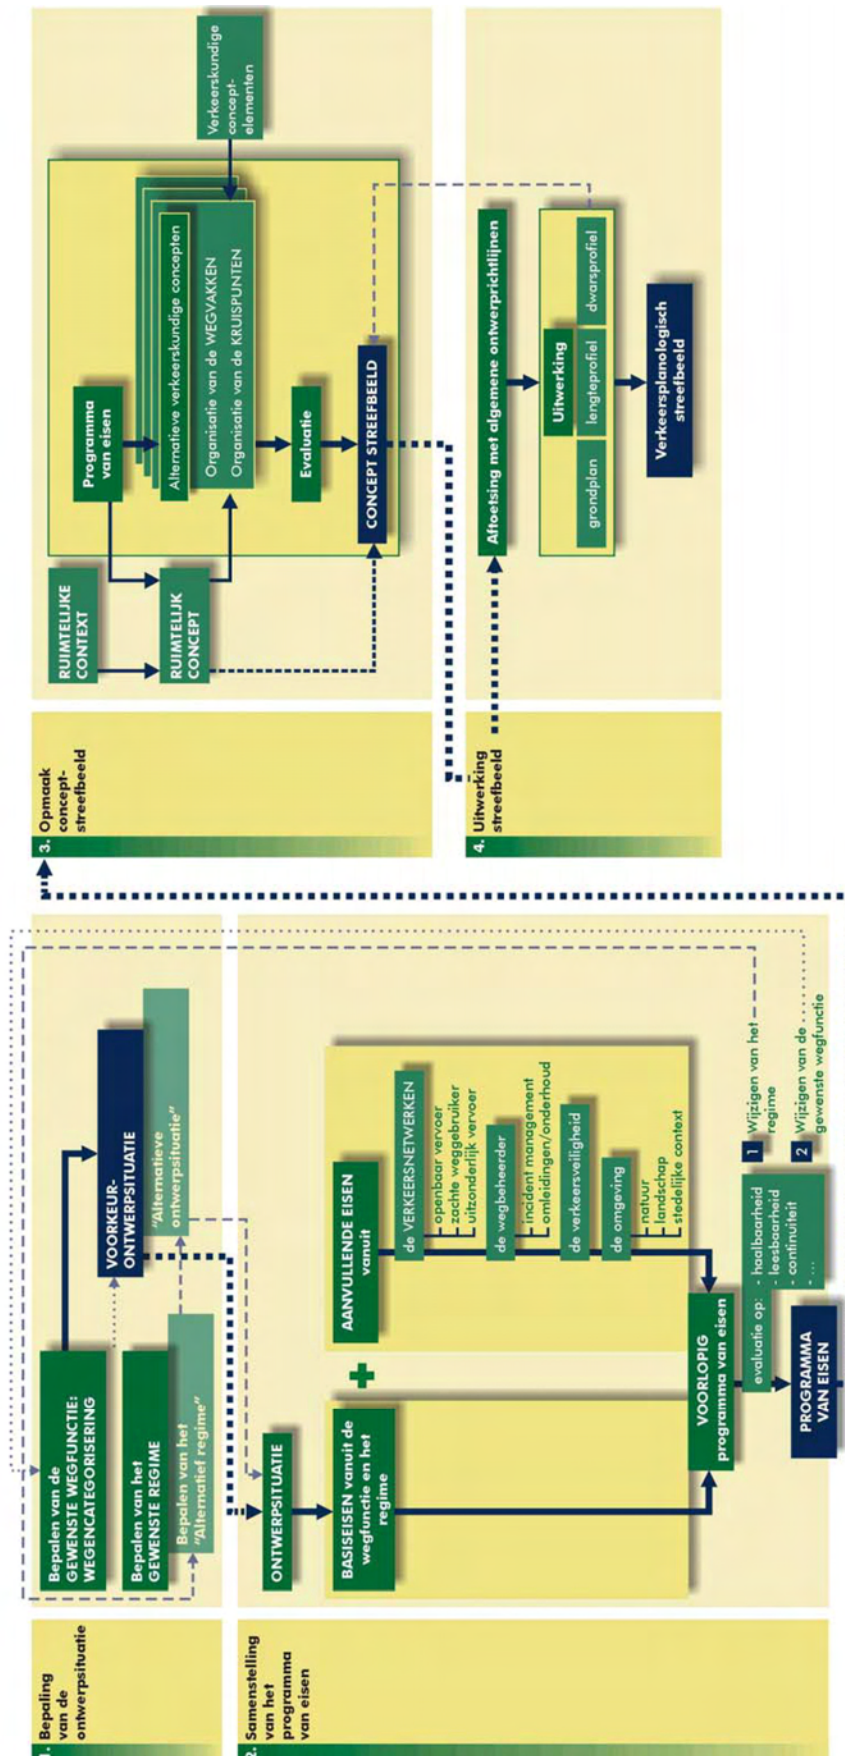 1. Bepaling
van de
ontwerpsituatie
Bepalen van de
GEWENSTE WEGFUNCTIE:
WEGENCATEGORISERING
Bepalen van het
GEWENSTE REGIME
Bepalen van het
"Alternatief regime"
VOORKEUR-
ONTWERPSITUATIE
"Alternatieve
ontwerpsituatie"
2. Samenstelling
van het
programma
van eisen
ONTWERPSITUATIE
BASISEISEN vanuit de
wegfunctie en het
regime
+
AANVULLENDE EISEN
vanuit
de VERKEERSNETWERKEN
openbaar vervoer
zachte weggebruiker
uitzonderlijk vervoer
de wegbeheerder
incident management
omleidingen/onderhoud
de verkeersveiligheid
de omgeving
natuur
landschap
stedelijke context
VOORLOPIG
programma van eisen
evaluatie op:
- haalbaarheid
- leesbaarheid
- continuïteit
- ...
1 Wijzigen van het
regime
2 Wijzigen van de
gewenste wegfunctie
PROGRAMMA
VAN EISEN
3. Opmaak
concept-
streefbeeld
RUIMTELIJKE
CONTEXT
RUIMTELIJK
CONCEPT
Programma
van eisen
Alternatieve verkeerskundige concepten
Organisatie van de WEGVAKKEN
Organisatie van de KRUISPUNTEN
Verkeerskundige
concept-
elementen
Evaluatie
CONCEPT STREEFBEELD
4. Uitwerking
streefbeeld
Aftoetsing met algemene ontwerprichtlijnen
Uitwerking
grondplan
lengteprofiel
dwarsprofiel
Verkeersplanologisch
streefbeeld